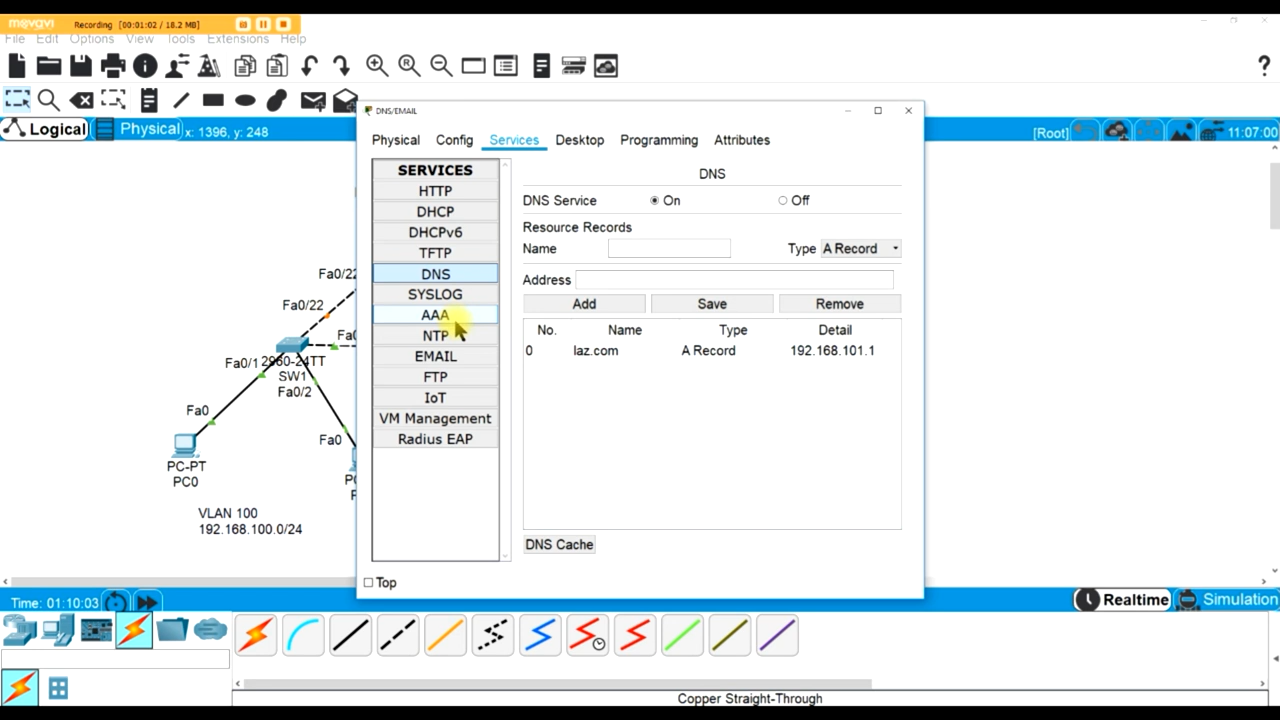 movavi Recording [00:01:02 / 18.2 MB]
File Edit Options View Tools Extensions Help
Logical Physical x: 1396, y: 248
[Root] 11:07:00
DNS/EMAIL
Physical Config Services Desktop Programming Attributes
SERVICES
HTTP
DHCP
DHCPv6
TFTP
DNS
SYSLOG
AAA
NTP
EMAIL
FTP
IoT
VM Management
Radius EAP
DNS
DNS Service On Off
Resource Records
Name Type A Record
Address
Add Save Remove
No. Name Type Detail
0 laz.com A Record 192.168.101.1
DNS Cache
Top
Fa0/22
Fa0/22
Fa0/1 2960-24TT
SW1
Fa0/2
Fa0
Fa0
PC-PT
PC0
VLAN 100
192.168.100.0/24
Time: 01:10:03
Realtime Simulation
Copper Straight-Through